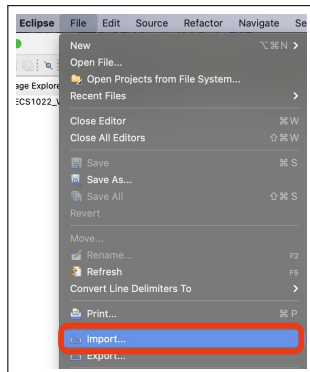 Eclipse File Edit Source Refactor Navigate Se
New ⌥⌘N >
Open File...
Open Projects from File System...
age Explore
Recent Files >
ECS1022_W
Close Editor ⌘W
Close All Editors ⇧⌘W
Save ⌘S
Save As...
Save All ⇧⌘S
Revert
Move...
Rename... F2
Refresh F5
Convert Line Delimiters To >
Print... ⌘P
Import...
Export...